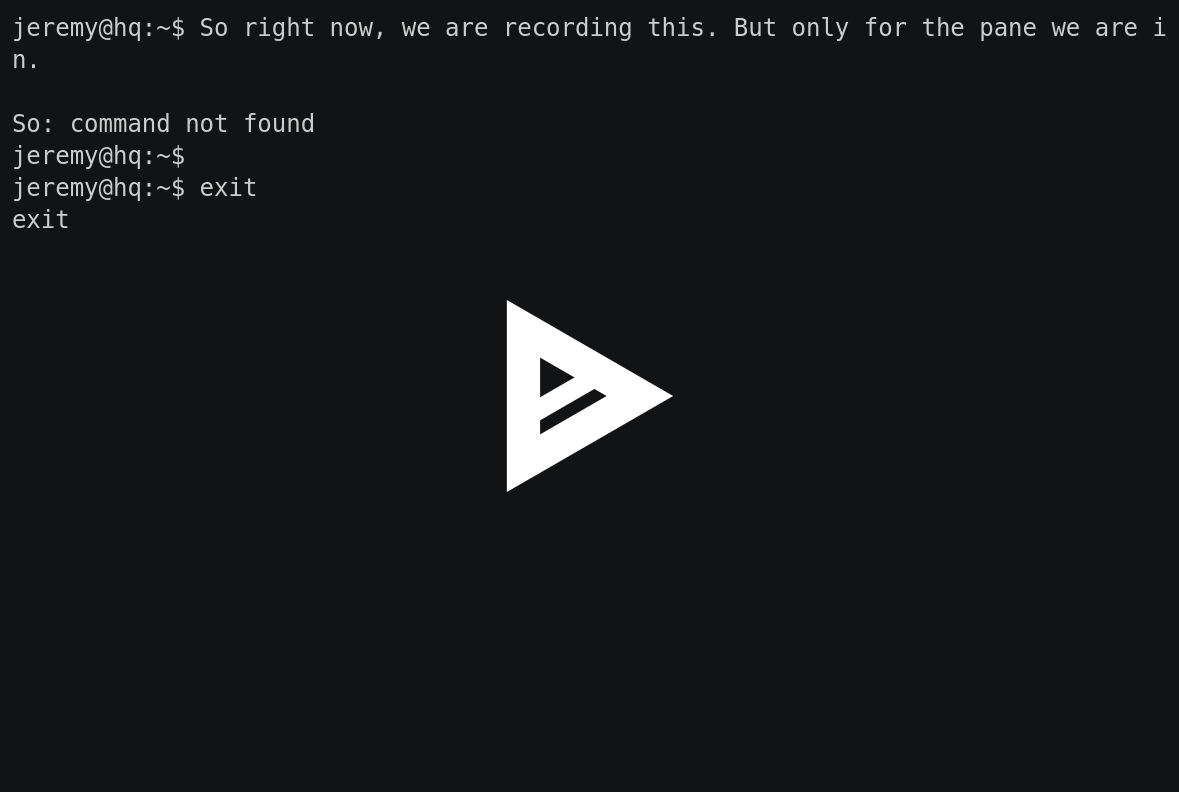 jeremy@hq:~$ So right now, we are recording this. But only for the pane we are i
n.
So: command not found
jeremy@hq:~$
jeremy@hq:~$ exit
exit